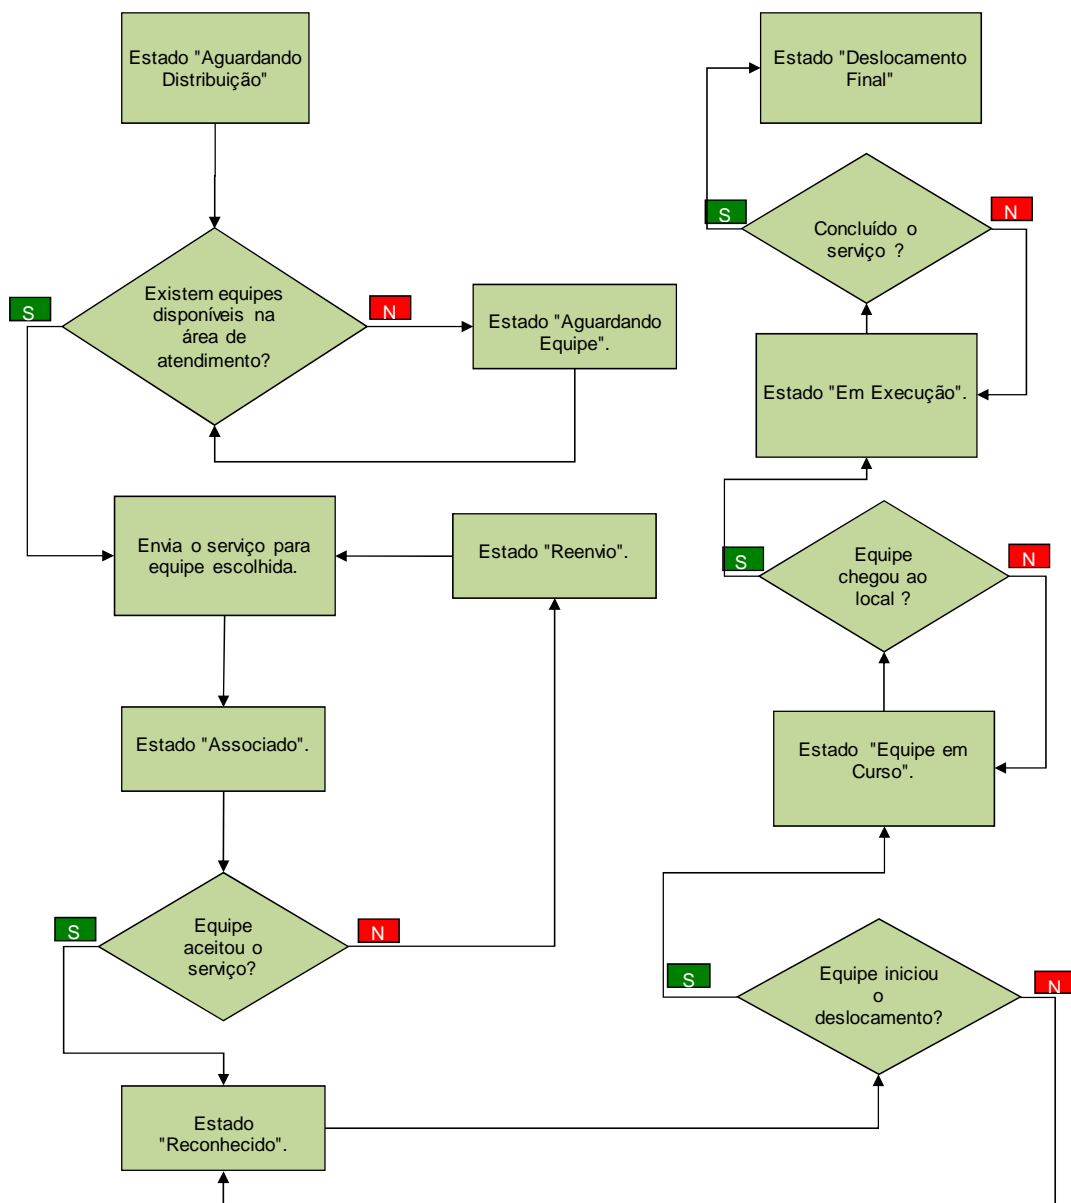 Estado "Aguardando
Distribuição"
Existem equipes
disponíveis na
área de
atendimento?
S
N
Estado "Aguardando
Equipe".
Envia o serviço para
equipe escolhida.
Estado "Reenvio".
Estado "Associado".
Equipe
aceitou o
serviço?
S
N
Estado
"Reconhecido".
Equipe iniciou
o
deslocamento?
S
N
Estado "Equipe em
Curso".
Equipe
chegou ao
local ?
S
N
Estado "Em Execução".
Concluído o
serviço ?
S
N
Estado "Deslocamento
Final"